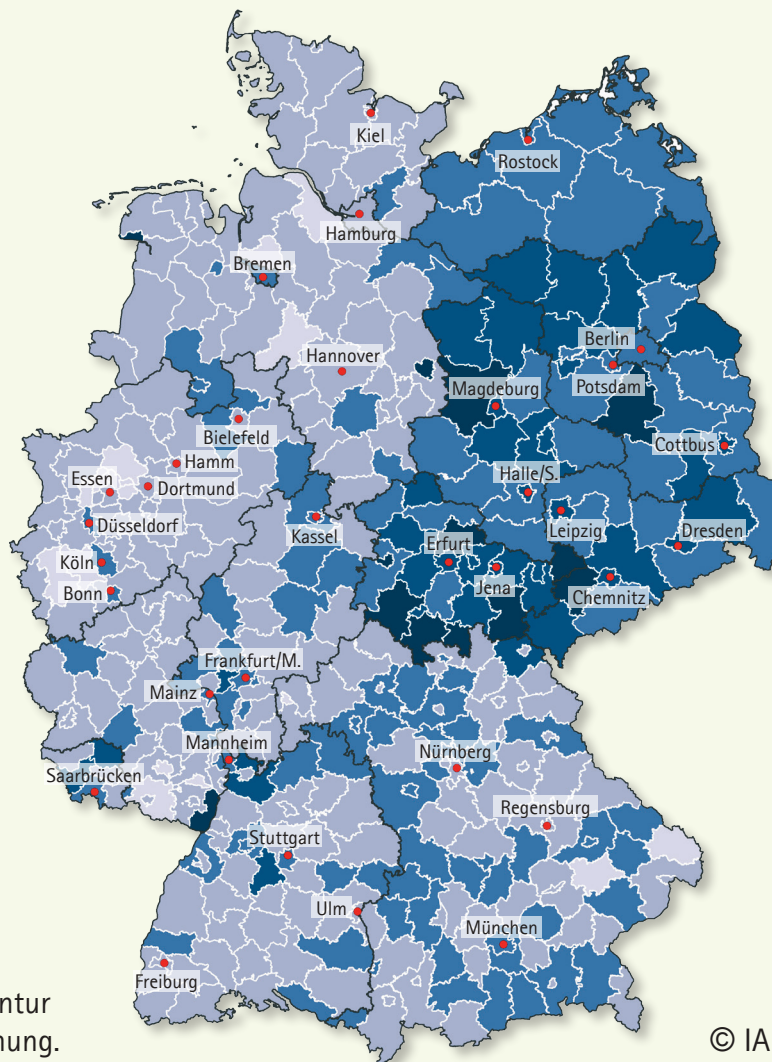 Kiel
Rostock
Hamburg
Bremen
Berlin
Hannover
Potsdam
Magdeburg
Bielefeld
Cottbus
Hamm
Essen
Halle/S.
Dortmund
Leipzig
Düsseldorf
Kassel
Dresden
Erfurt
Köln
Jena
Chemnitz
Bonn
Frankfurt/M.
Mainz
Mannheim
Nürnberg
Saarbrücken
Regensburg
Stuttgart
Ulm
München
Freiburg
ntur
nung.
© IA